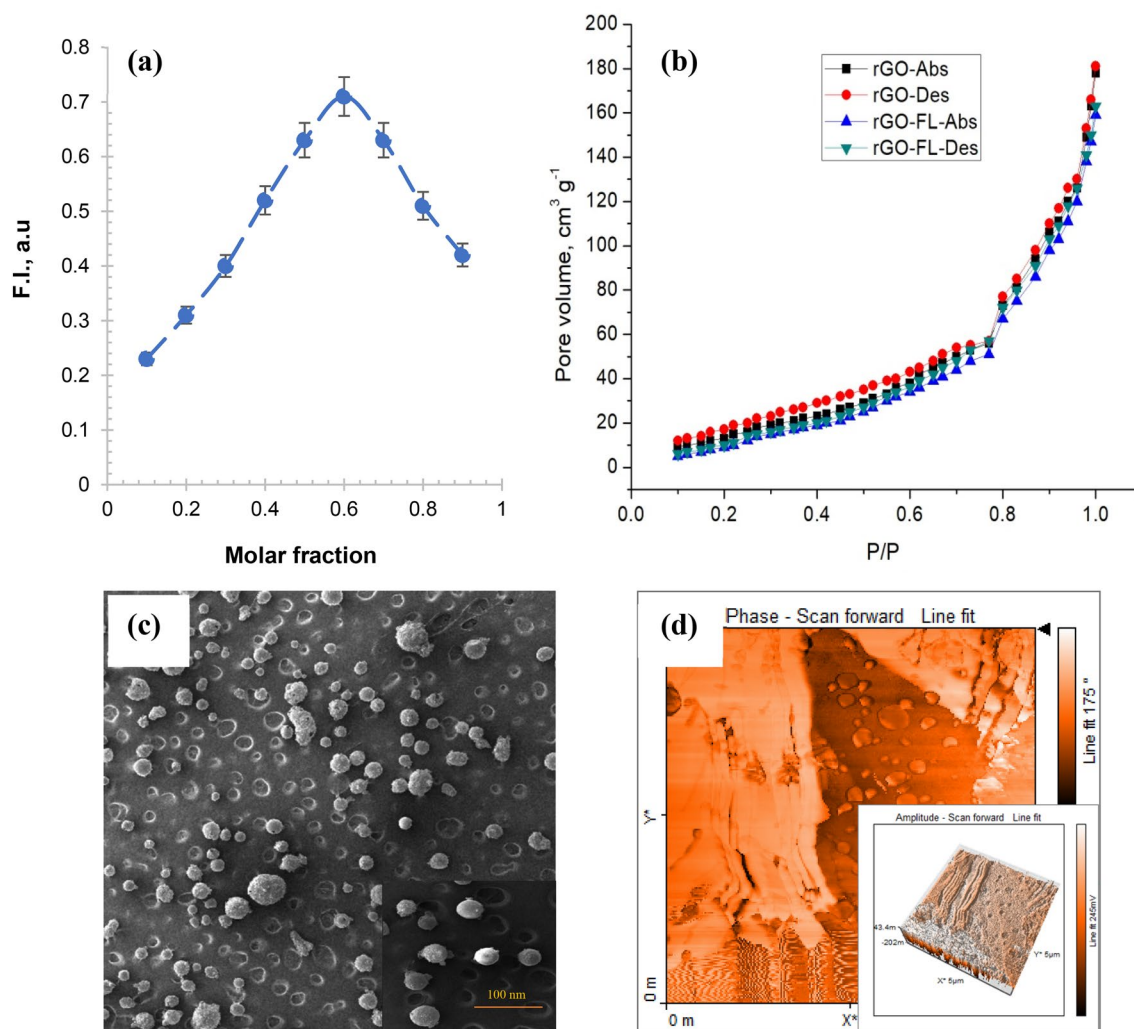 (a)
0.8
0.7
0.6
0.5
0.4
0.3
0.2
0.1
0
F.I., a.u
0 0.2 0.4 0.6 0.8 1
Molar fraction
(b)
200
180
160
140
120
100
80
60
40
20
0
Pore volume, cm³ g⁻¹
rGO-Abs
rGO-Des
rGO-FL-Abs
rGO-FL-Des
0.0 0.2 0.4 0.6 0.8 1.0
P/P
(c)
100 nm
(d)
Phase - Scan forward Line fit
Line fit 175 °
Y*
0 m
0 m X*
Amplitude - Scan forward Line fit
Line fit 245mV
43.4m
-202m
Y* 5µm
X* 5µm